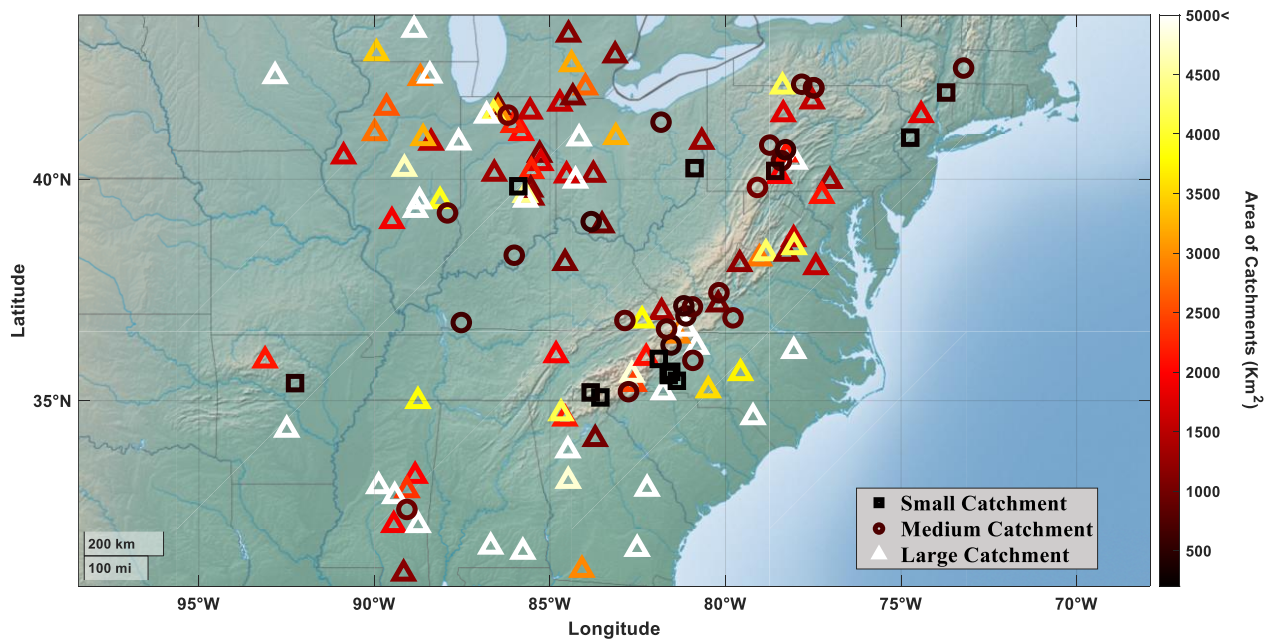 5000<
4500
4000
3500
3000
2500
2000
1500
1000
500
Area of Catchments (Km2)
40°N
35°N
Latitude
200 km
100 mi
Small Catchment
Medium Catchment
Large Catchment
95°W 90°W 85°W 80°W 75°W 70°W
Longitude